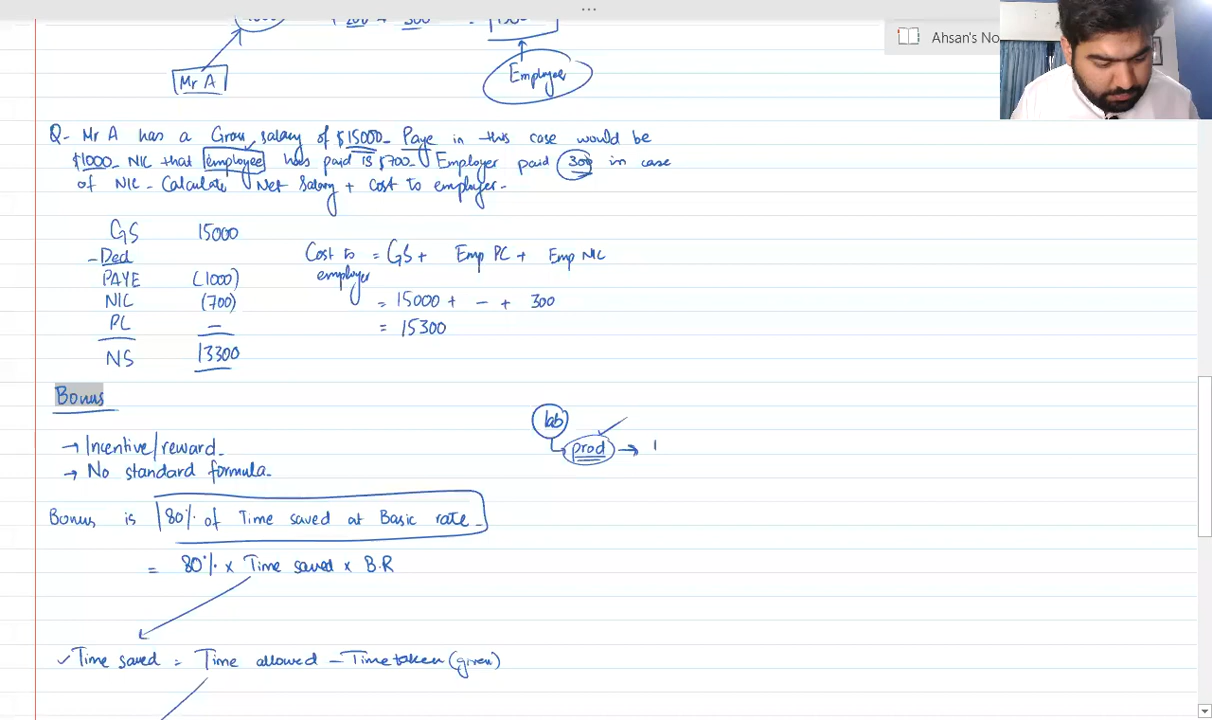 Ahsan's No
Mr A
Employee
Q- Mr A has a Gross salary of $15000- Paye in this case would be
$1000- NIC that employee has paid is $700- Employer paid 300 in case
of NIC- Calculate Net Salary + Cost to employer-
GS 15000
- Ded
PAYE (1000)
NIC (700)
PC -
NS 13300
Cost to employer = GS + Emp PC + Emp NIC
= 15000 + - + 300
= 15300
Bonus
→ Incentive/reward-
→ No standard formula-
lab
prod →
Bonus is 80% of Time saved at Basic rate-
= 80% x Time saved x B.R
✓Time saved = Time allowed - Time taken (given)